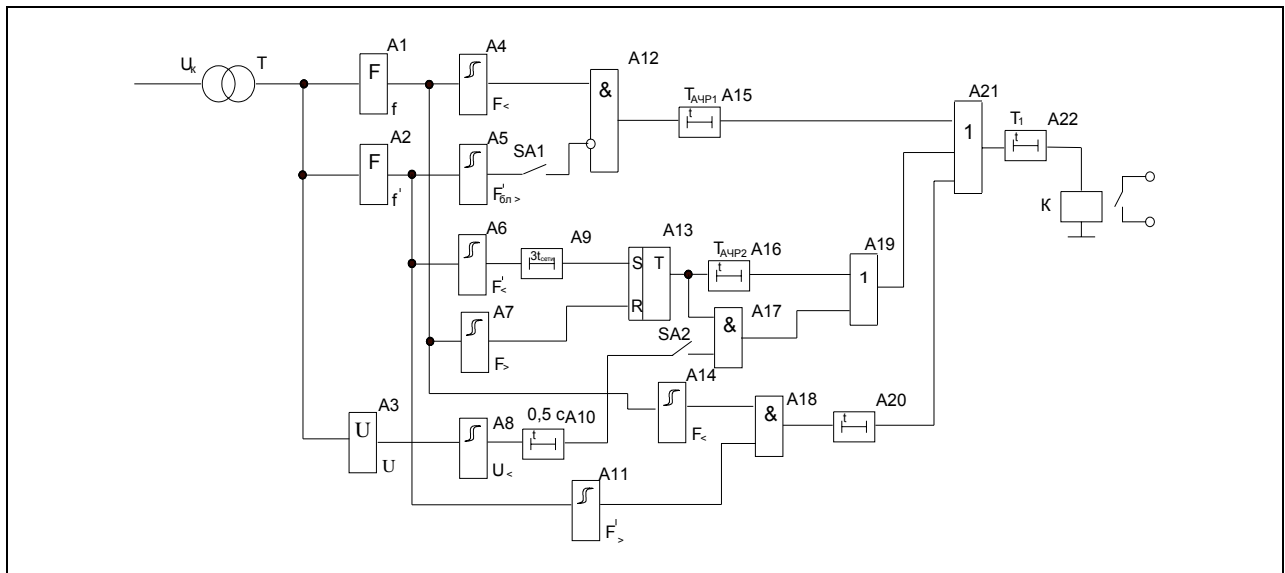 Uк T
A1
F
f
A4
F<
A12
&
TАЧР1 A15
A21
1
T1 A22
t
K
A2
F
f'
A5
F'бл >
SA1
A6
F'<
A9
3tсети
A13
S T
R
TАЧР2 A16
t
A19
1
A7
F>
SA2
&
A17
A14
F<
&
A18
A20
t
A3
U
U
A8
U<
0,5 c A10
t
A11
F'>